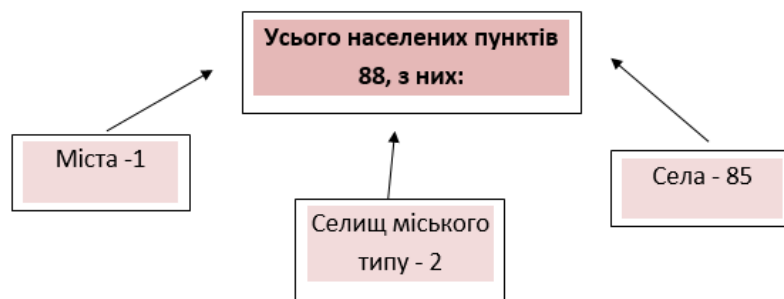 Усього населених пунктів
88, з них:
Міста -1
Села - 85
Селищ міського
типу - 2